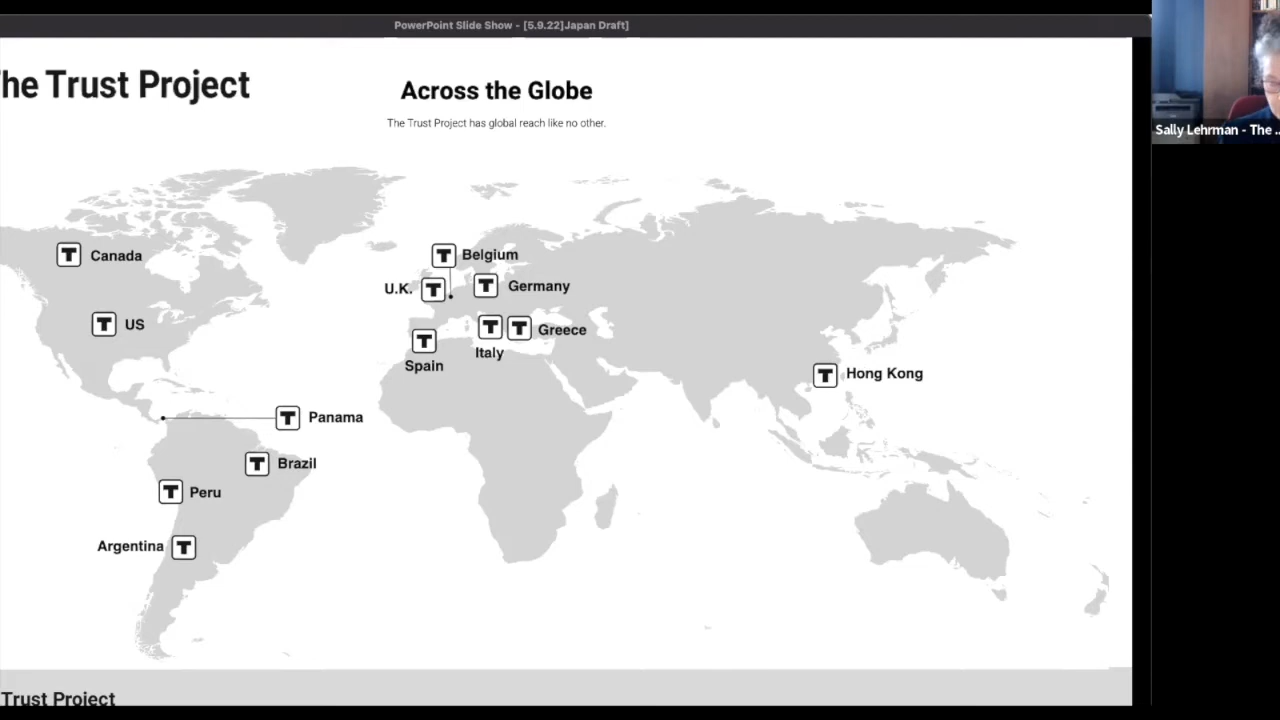 PowerPoint Slide Show - [5.9.22]Japan Draft]
he Trust Project
Across the Globe
The Trust Project has global reach like no other.
Sally Lehrman - The ...
T Canada
T Belgium
U.K. T
T Germany
T US
T T Greece
Italy
T
Spain
T Hong Kong
T Panama
T Brazil
T Peru
Argentina T
Trust Project